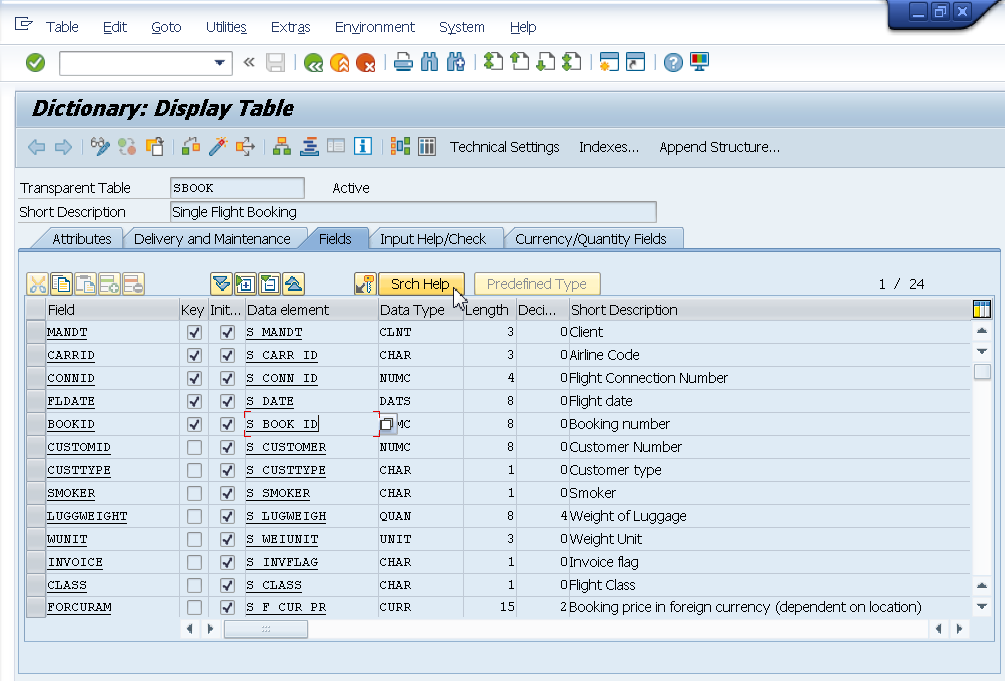 Table Edit Goto Utilities Extras Environment System Help
Dictionary: Display Table
Technical Settings Indexes... Append Structure...
Transparent Table SBOOK Active
Short Description Single Flight Booking
Attributes Delivery and Maintenance Fields Input Help/Check Currency/Quantity Fields
Srch Help Predefined Type 1 / 24
Field Key Init... Data element Data Type Length Deci... Short Description
MANDT S_MANDT CLNT 3 0 Client
CARRID S_CARR_ID CHAR 3 0 Airline Code
CONNID S_CONN_ID NUMC 4 0 Flight Connection Number
FLDATE S_DATE DATS 8 0 Flight date
BOOKID S_BOOK_ID MC 8 0 Booking number
CUSTOMID S_CUSTOMER NUMC 8 0 Customer Number
CUSTTYPE S_CUSTTYPE CHAR 1 0 Customer type
SMOKER S_SMOKER CHAR 1 0 Smoker
LUGGWEIGHT S_LUGWEIGH QUAN 8 4 Weight of Luggage
WUNIT S_WEIUNIT UNIT 3 0 Weight Unit
INVOICE S_INVFLAG CHAR 1 0 Invoice flag
CLASS S_CLASS CHAR 1 0 Flight Class
FORCURAM S_F_CUR_PR CURR 15 2 Booking price in foreign currency (dependent on location)